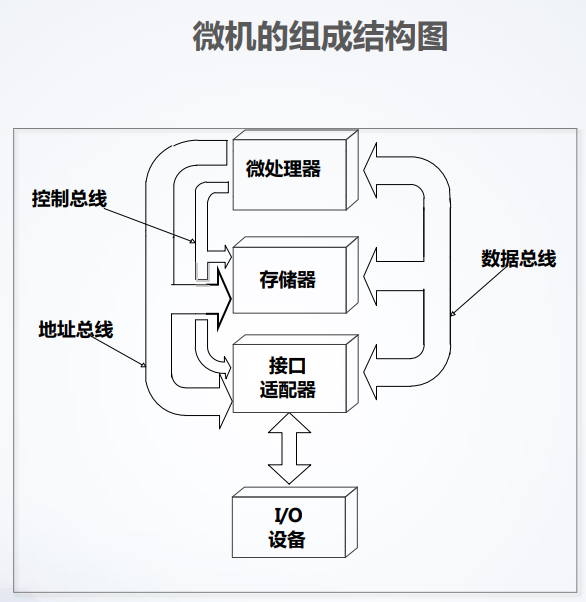 微机的组成结构图
微处理器
控制总线
数据总线
存储器
地址总线
接口
适配器
I/O
设备